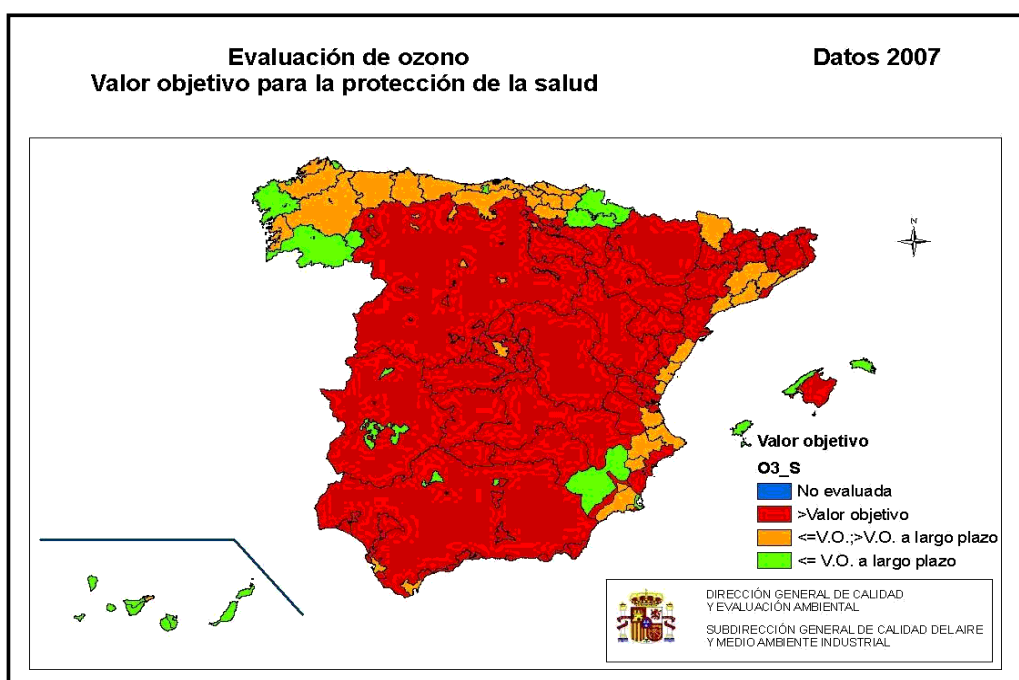 Evaluación de ozono
Valor objetivo para la protección de la salud
Datos 2007
N
Valor objetivo
O3_S
No evaluada
>Valor objetivo
<=V.O.;>V.O. a largo plazo
<= V.O. a largo plazo
DIRECCIÓN GENERAL DE CALIDAD
Y EVALUACIÓN AMBIENTAL
SUBDIRECCIÓN GENERAL DE CALIDAD DEL AIRE
Y MEDIO AMBIENTE INDUSTRIAL